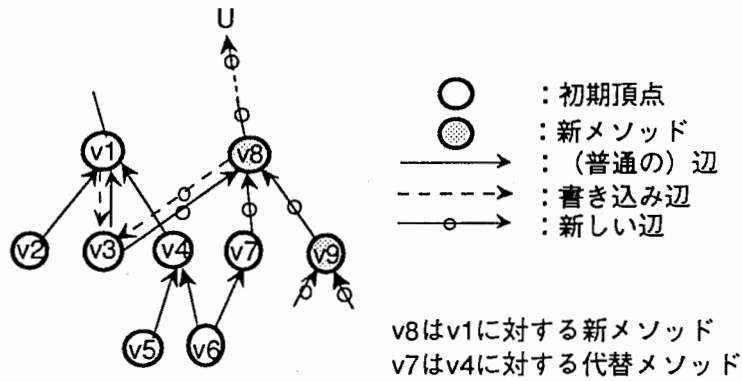 U
v1
v8
v2
v3
v4
v7
v9
v5
v6
：初期頂点
：新メソッド
：（普通の）辺
：書き込み辺
：新しい辺
v8はv1に対する新メソッド
v7はv4に対する代替メソッド